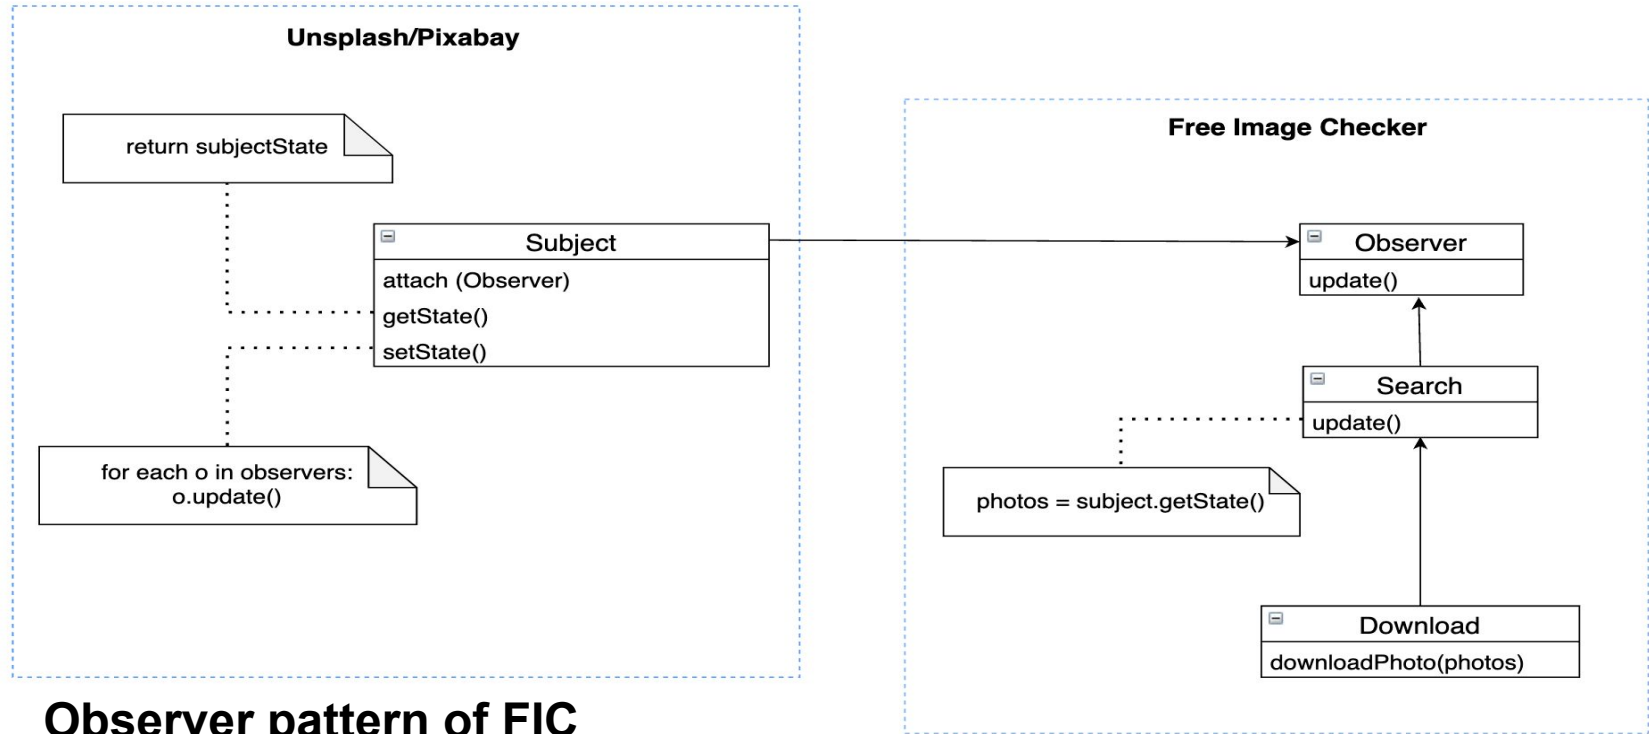 Unsplash/Pixabay
return subjectState
Subject
attach (Observer)
getState()
setState()
for each o in observers:
o.update()
Free Image Checker
Observer
update()
Search
update()
photos = subject.getState()
Download
downloadPhoto(photos)
Observer pattern of FIC